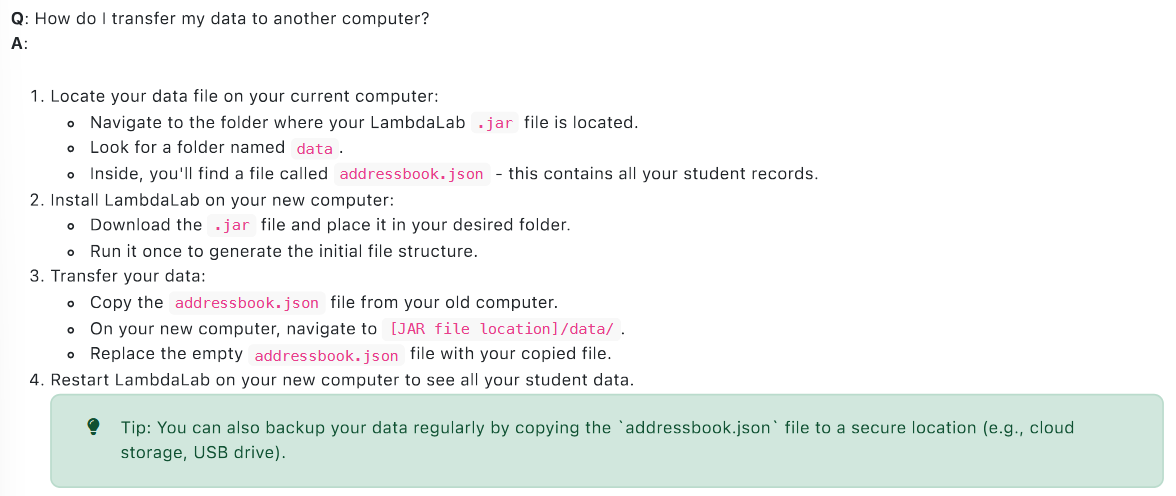 Q: How do I transfer my data to another computer?
A:
1. Locate your data file on your current computer:
Navigate to the folder where your LambdaLab .jar file is located.
Look for a folder named data.
Inside, you'll find a file called addressbook.json - this contains all your student records.
2. Install LambdaLab on your new computer:
Download the .jar file and place it in your desired folder.
Run it once to generate the initial file structure.
3. Transfer your data:
Copy the addressbook.json file from your old computer.
On your new computer, navigate to [JAR file location]/data/.
Replace the empty addressbook.json file with your copied file.
4. Restart LambdaLab on your new computer to see all your student data.
Tip: You can also backup your data regularly by copying the `addressbook.json` file to a secure location (e.g., cloud
storage, USB drive).